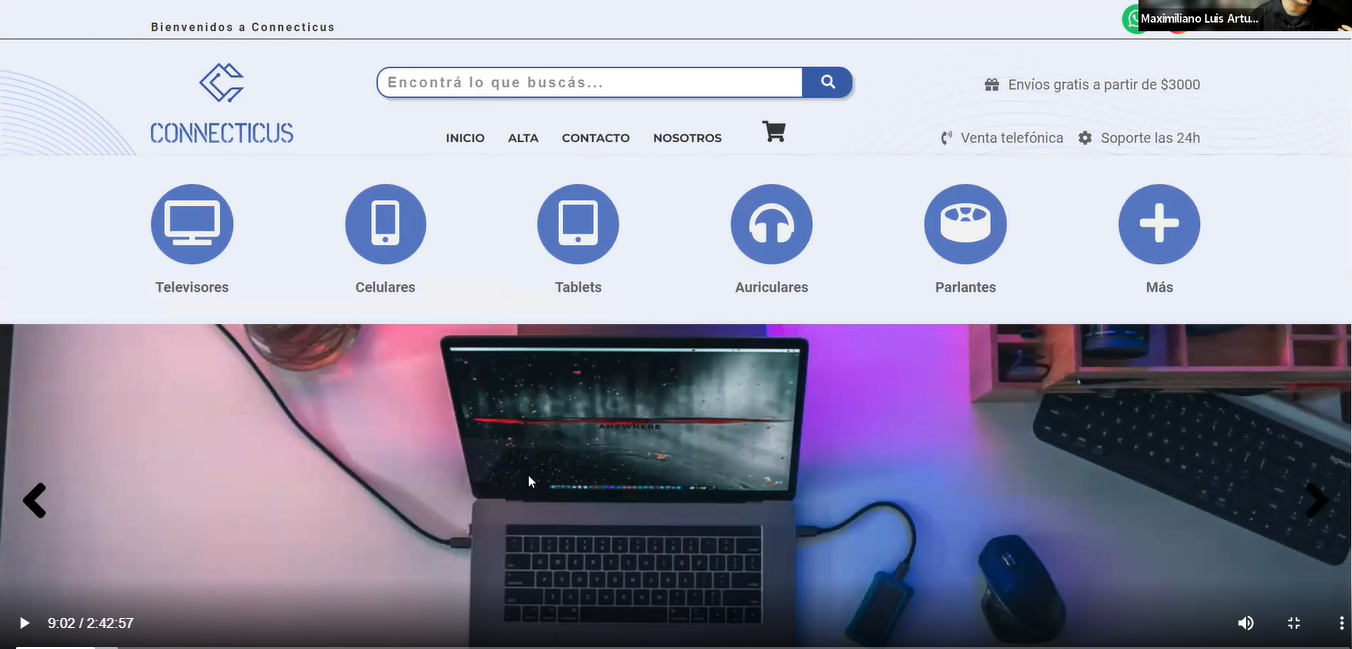 Bienvenidos a Connecticus
Maximiliano Luis Artu...
Encontrá lo que buscás...
Envíos gratis a partir de $3000
CONNECTICUS
INICIO ALTA CONTACTO NOSOTROS
Venta telefónica Soporte las 24h
Televisores Celulares Tablets Auriculares Parlantes Más
ANYWHERE
9:02 / 2:42:57